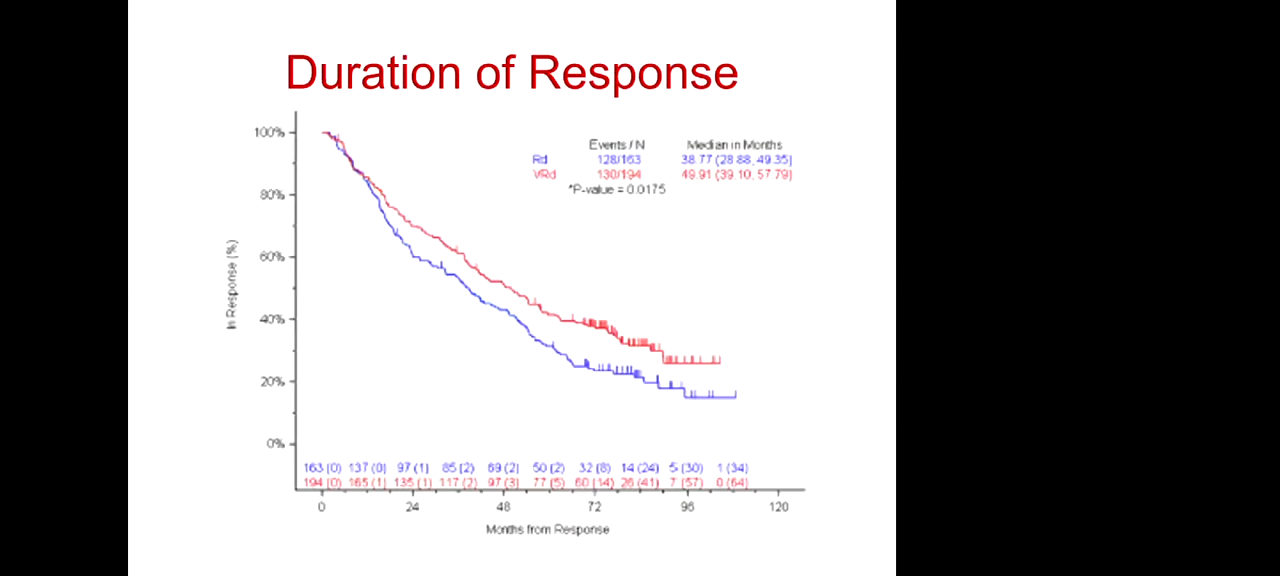 Duration of Response
Events / N Median in Months
Rd 128/163 38.77 (28.88, 49.35)
VRd 130/194 49.91 (39.10, 57.79)
*P-value = 0.0175
100%
80%
60%
40%
20%
0%
In Response (%)
163 (0) 137 (0) 97 (1) 85 (2) 69 (2) 50 (2) 32 (8) 14 (24) 5 (30) 1 (34)
194 (0) 165 (1) 135 (1) 117 (2) 97 (3) 77 (5) 60 (14) 26 (41) 7 (57) 0 (64)
0 24 48 72 96 120
Months from Response